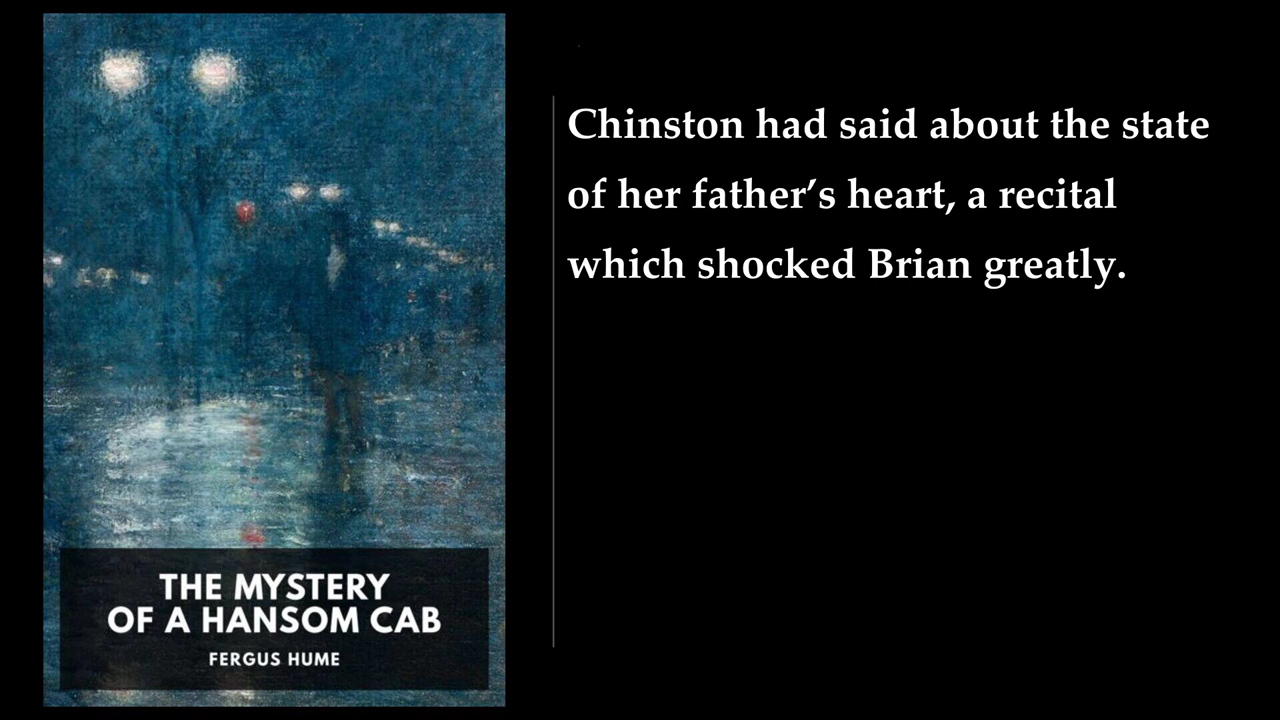 Chinston had said about the state
of her father’s heart, a recital
which shocked Brian greatly.
THE MYSTERY
OF A HANSOM CAB
FERGUS HUME